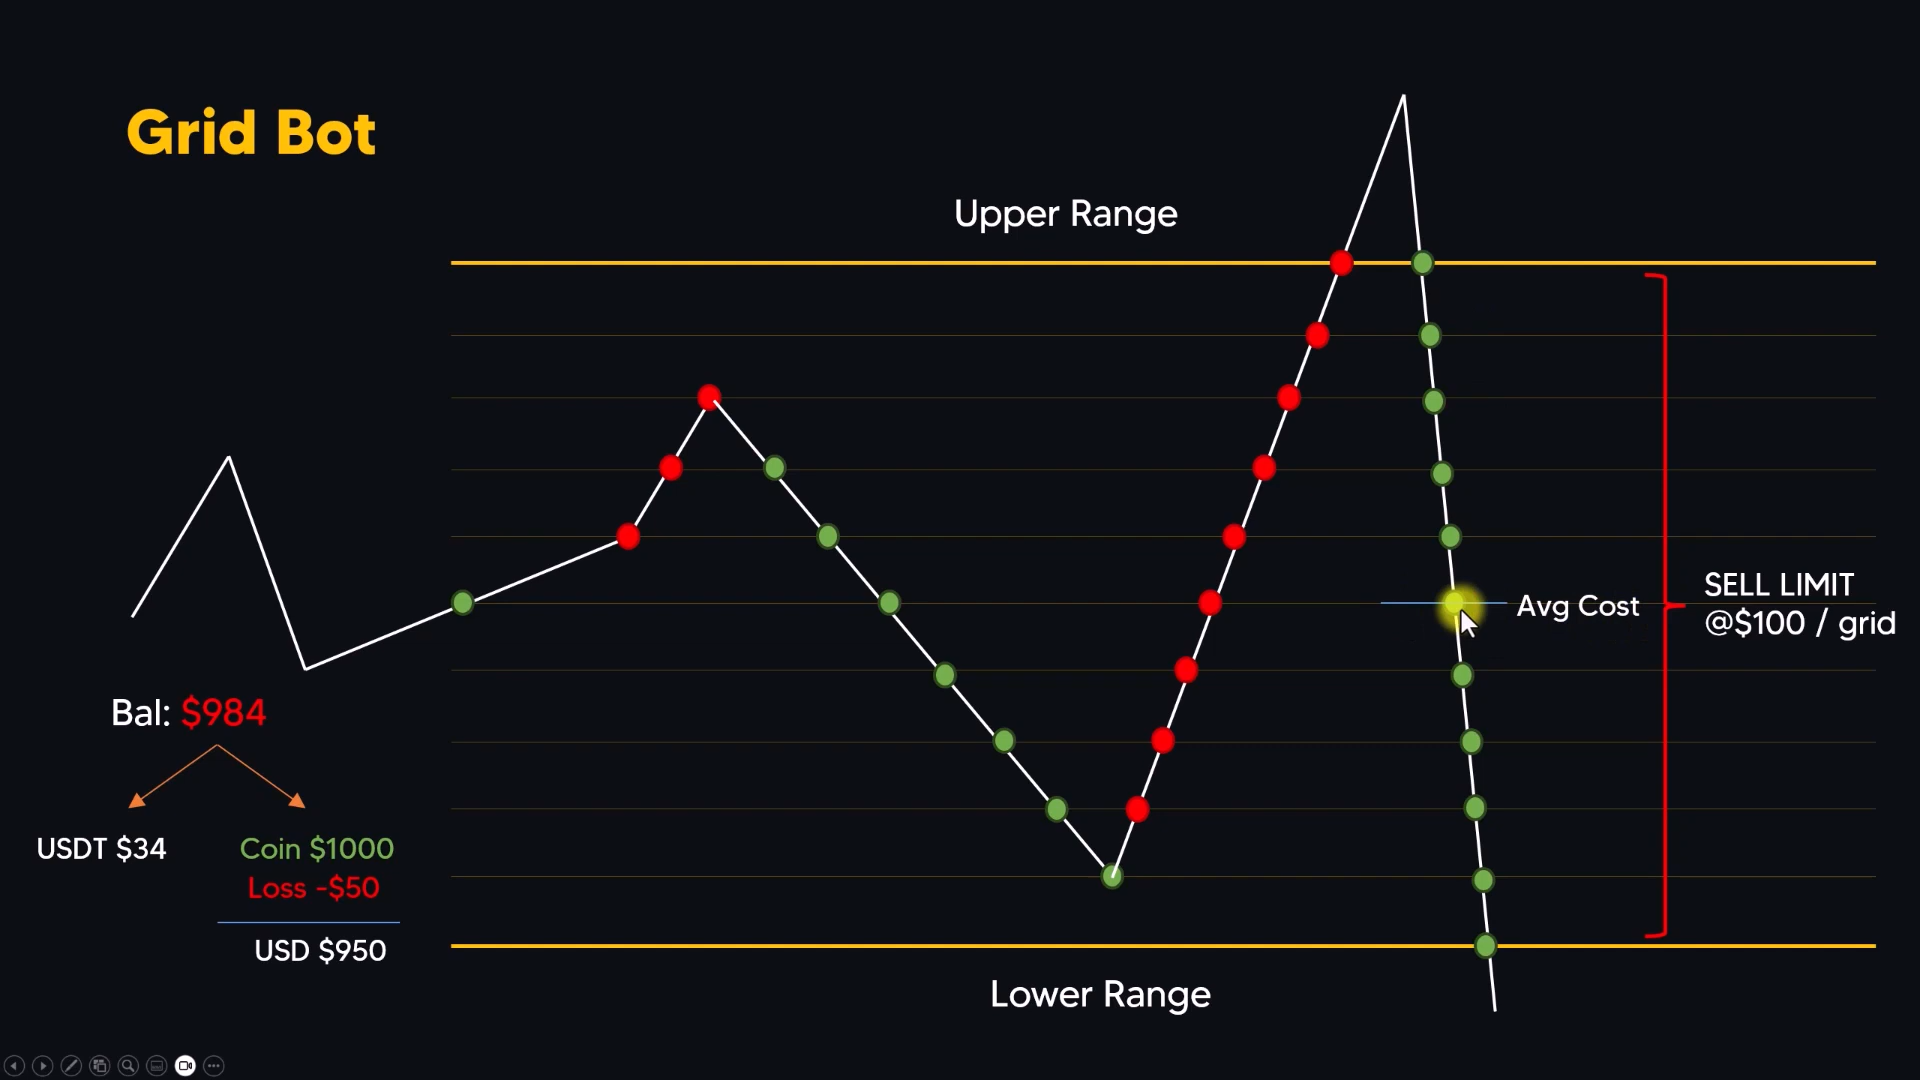 Grid Bot
Upper Range
Avg Cost
SELL LIMIT
@$100 / grid
Bal: $984
USDT $34
Coin $1000
Loss -$50
USD $950
Lower Range